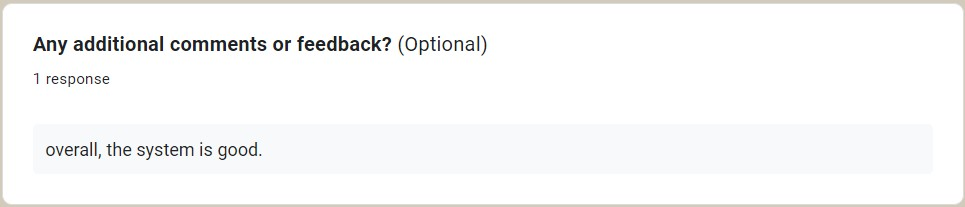 Any additional comments or feedback? (Optional)
1 response
overall, the system is good.